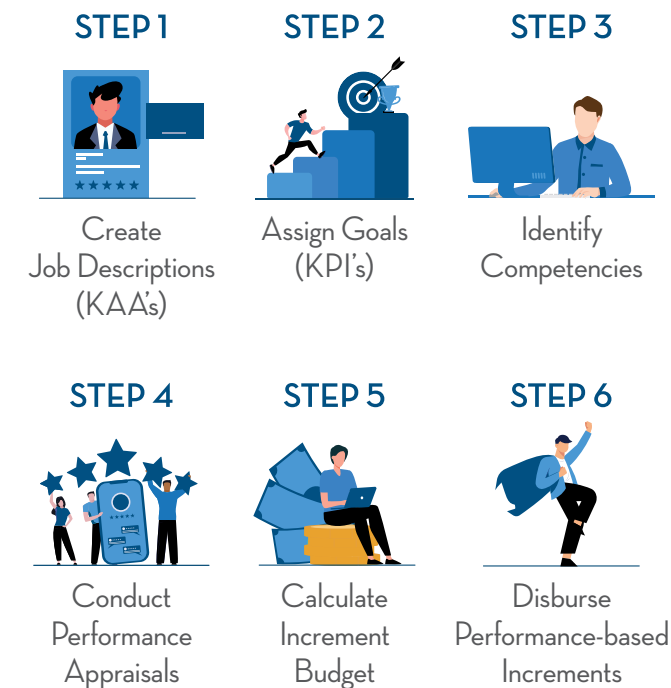 STEP 1
Create
Job Descriptions
(KAA's)
STEP 2
Assign Goals
(KPI's)
STEP 3
Identify
Competencies
STEP 4
Conduct
Performance
Appraisals
STEP 5
Calculate
Increment
Budget
STEP 6
Disburse
Performance-based
Increments